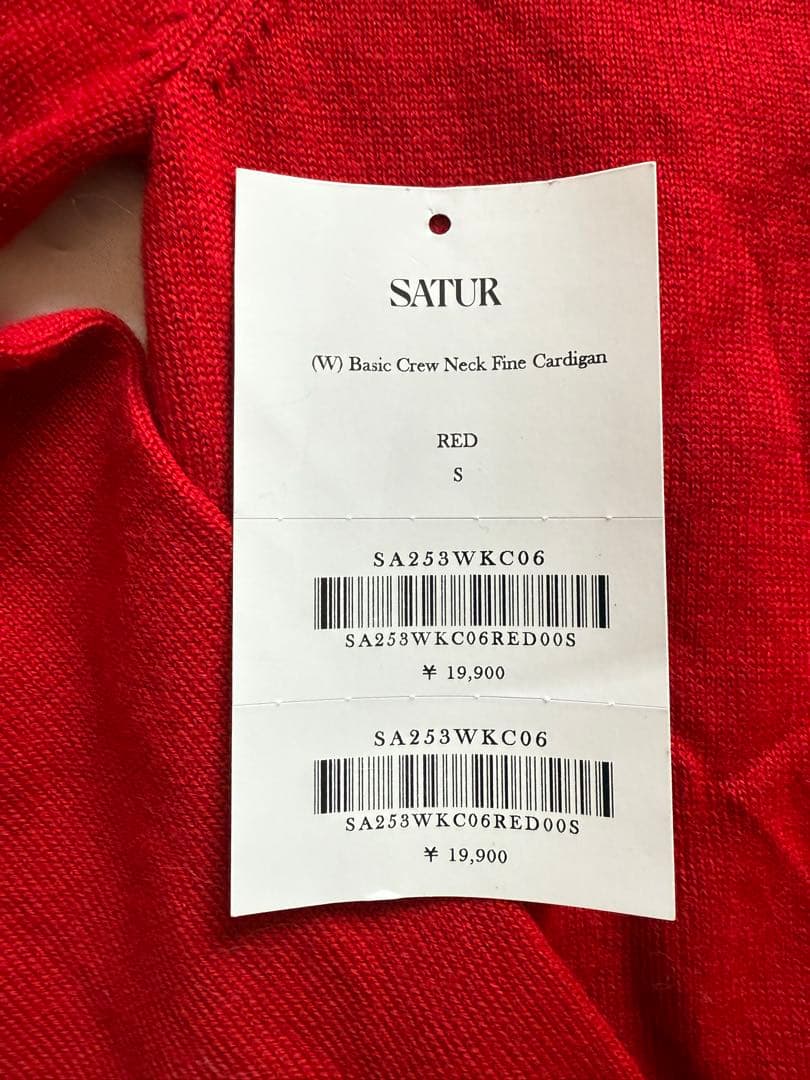 SATUR
(W) Basic Crew Neck Fine Cardigan
RED
S
SA253WKC06
SA253WKC06RED00S
¥ 19,900
SA253WKC06
SA253WKC06RED00S
¥ 19,900